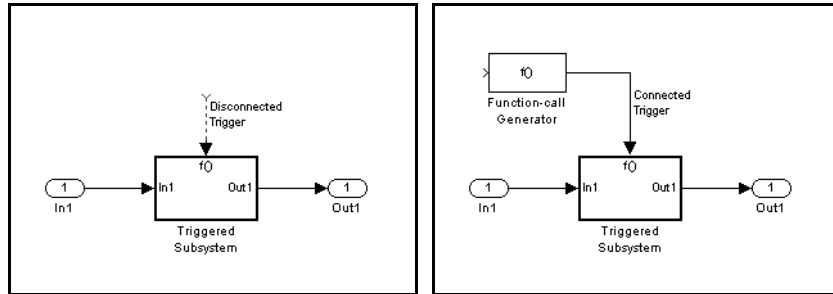 Disconnected
Trigger
f()
1
In1
In1
Out1
1
Out1
Triggered
Subsystem
f()
Function-call
Generator
Connected
Trigger
f()
1
In1
In1
Out1
1
Out1
Triggered
Subsystem